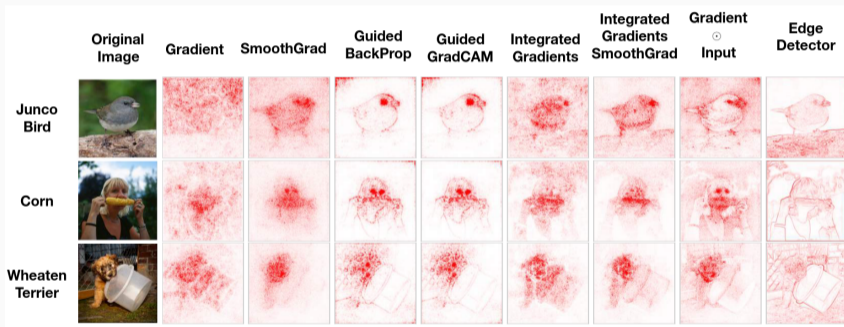 Original
Image
Gradient
SmoothGrad
Guided
BackProp
Guided
GradCAM
Integrated
Gradients
Integrated
Gradients
SmoothGrad
Gradient
⊙
Input
Edge
Detector
Junco
Bird
Corn
Wheaten
Terrier